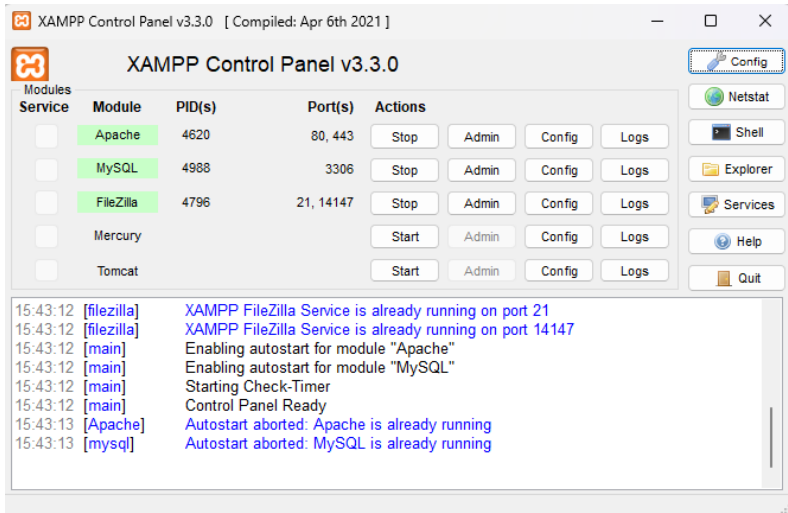 XAMPP Control Panel v3.3.0 [ Compiled: Apr 6th 2021 ]
XAMPP Control Panel v3.3.0
Config
Modules
Netstat
Service Module PID(s) Port(s) Actions
Apache 4620 80, 443 Stop Admin Config Logs
Shell
MySQL 4988 3306 Stop Admin Config Logs
Explorer
FileZilla 4796 21, 14147 Stop Admin Config Logs
Services
Mercury Start Admin Config Logs
Help
Tomcat Start Admin Config Logs
Quit
15:43:12 [filezilla] XAMPP FileZilla Service is already running on port 21
15:43:12 [filezilla] XAMPP FileZilla Service is already running on port 14147
15:43:12 [main] Enabling autostart for module "Apache"
15:43:12 [main] Enabling autostart for module "MySQL"
15:43:12 [main] Starting Check-Timer
15:43:12 [main] Control Panel Ready
15:43:13 [Apache] Autostart aborted: Apache is already running
15:43:13 [mysql] Autostart aborted: MySQL is already running